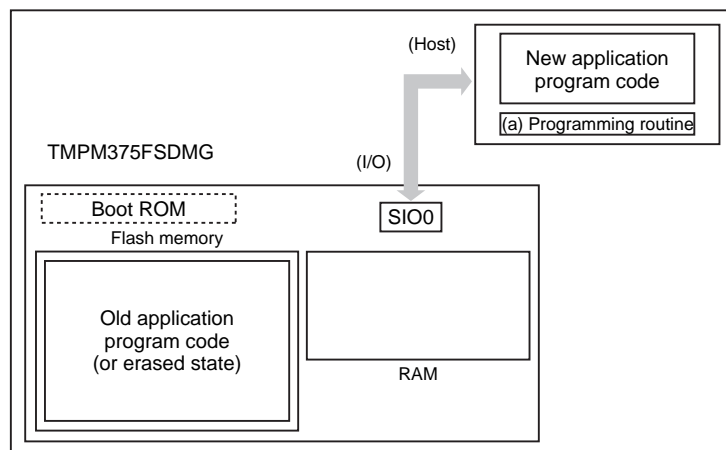 (Host)
New application
program code
(a) Programming routine
TMPM375FSDMG
(I/O)
Boot ROM
SIO0
Flash memory
Old application
program code
(or erased state)
RAM